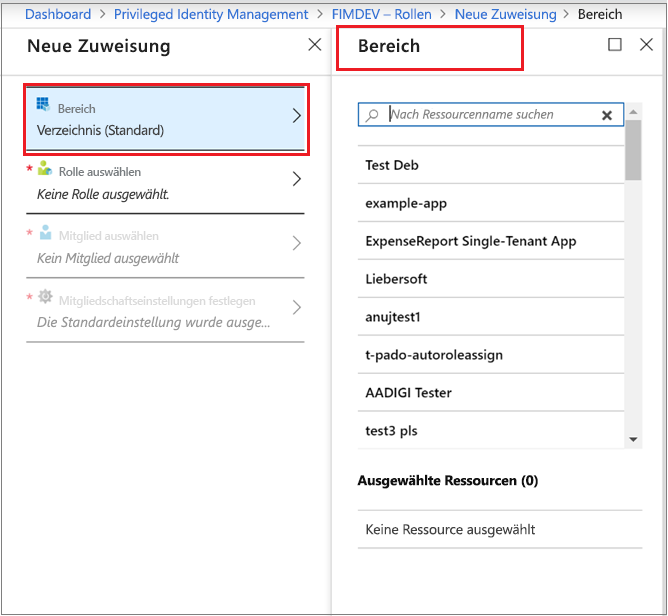 Dashboard > Privileged Identity Management > FIMDEV – Rollen > Neue Zuweisung > Bereich
Neue Zuweisung
Bereich
Verzeichnis (Standard)
* Rolle auswählen
Keine Rolle ausgewählt.
* Mitglied auswählen
Kein Mitglied ausgewählt
* Mitgliedschaftseinstellungen festlegen
Die Standardeinstellung wurde ausge...
Bereich
Nach Ressourcenname suchen
Test Deb
example-app
ExpenseReport Single-Tenant App
Liebersoft
anujtest1
t-pado-autoroleassign
AADIGI Tester
test3 pls
Ausgewählte Ressourcen (0)
Keine Ressource ausgewählt